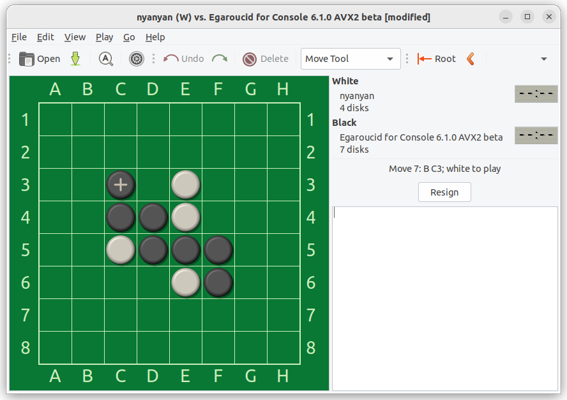 nyanyan (W) vs. Egaroucid for Console 6.1.0 AVX2 beta [modified]
File Edit View Play Go Help
Open Undo Delete Move Tool Root
A B C D E F G H
1 1
2 2
3 3
4 4
5 5
6 6
7 7
8 8
A B C D E F G H
White
nyanyan --:--
4 disks
Black
Egaroucid for Console 6.1.0 AVX2 beta --:--
7 disks
Move 7: B C3; white to play
Resign